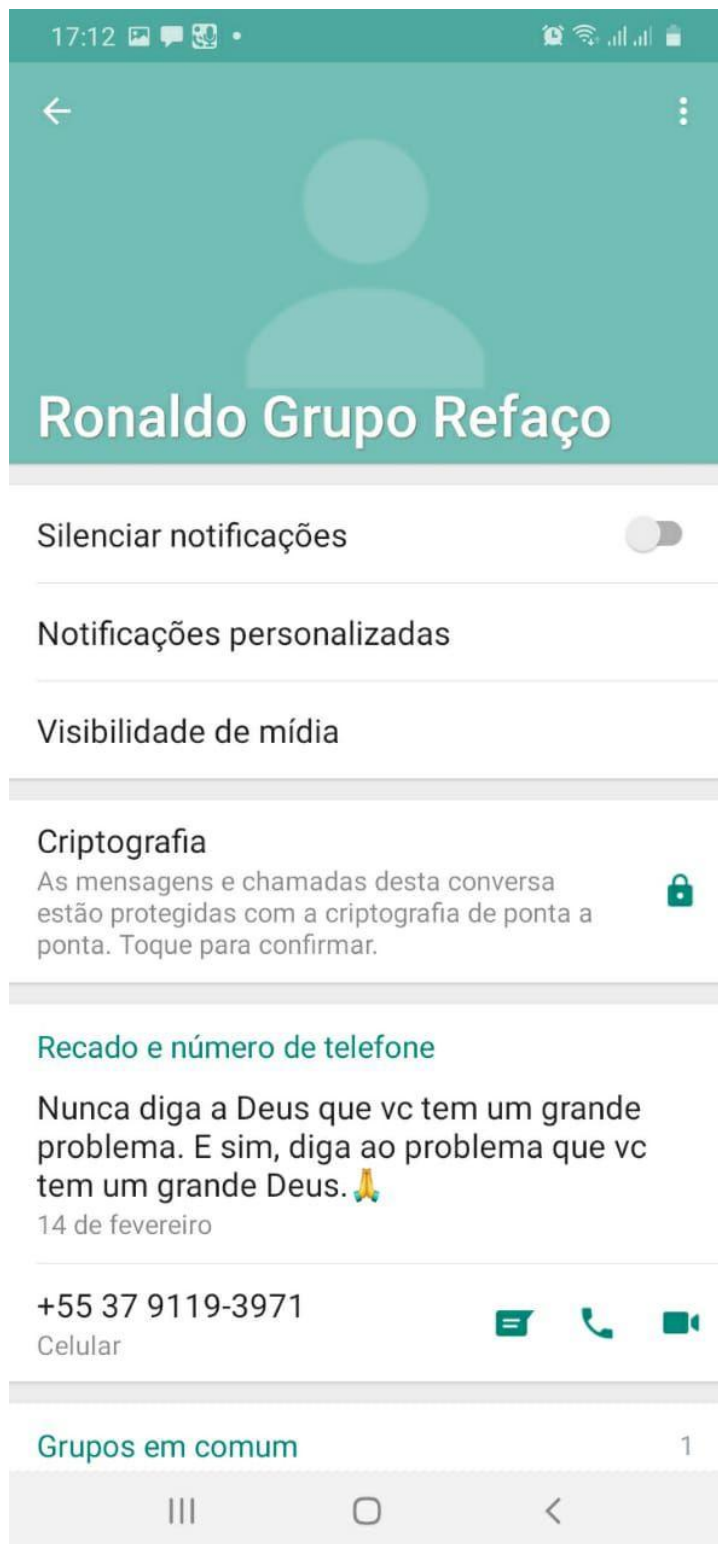 17:12
Ronaldo Grupo Refaço
Silenciar notificações
Notificações personalizadas
Visibilidade de mídia
Criptografia
As mensagens e chamadas desta conversa
estão protegidas com a criptografia de ponta a
ponta. Toque para confirmar.
Recado e número de telefone
Nunca diga a Deus que vc tem um grande
problema. E sim, diga ao problema que vc
tem um grande Deus.🙏
14 de fevereiro
+55 37 9119-3971
Celular
Grupos em comum 1